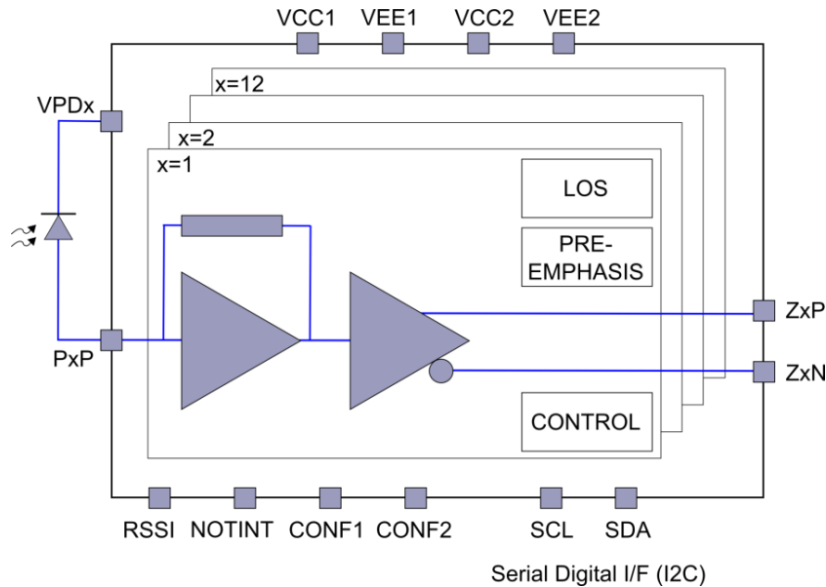 VCC1 VEE1 VCC2 VEE2
x=12
VPDx
x=2
x=1
LOS
PRE-
EMPHASIS
ZxP
PxP
ZxN
CONTROL
RSSI NOTINT CONF1 CONF2 SCL SDA
Serial Digital I/F (I2C)